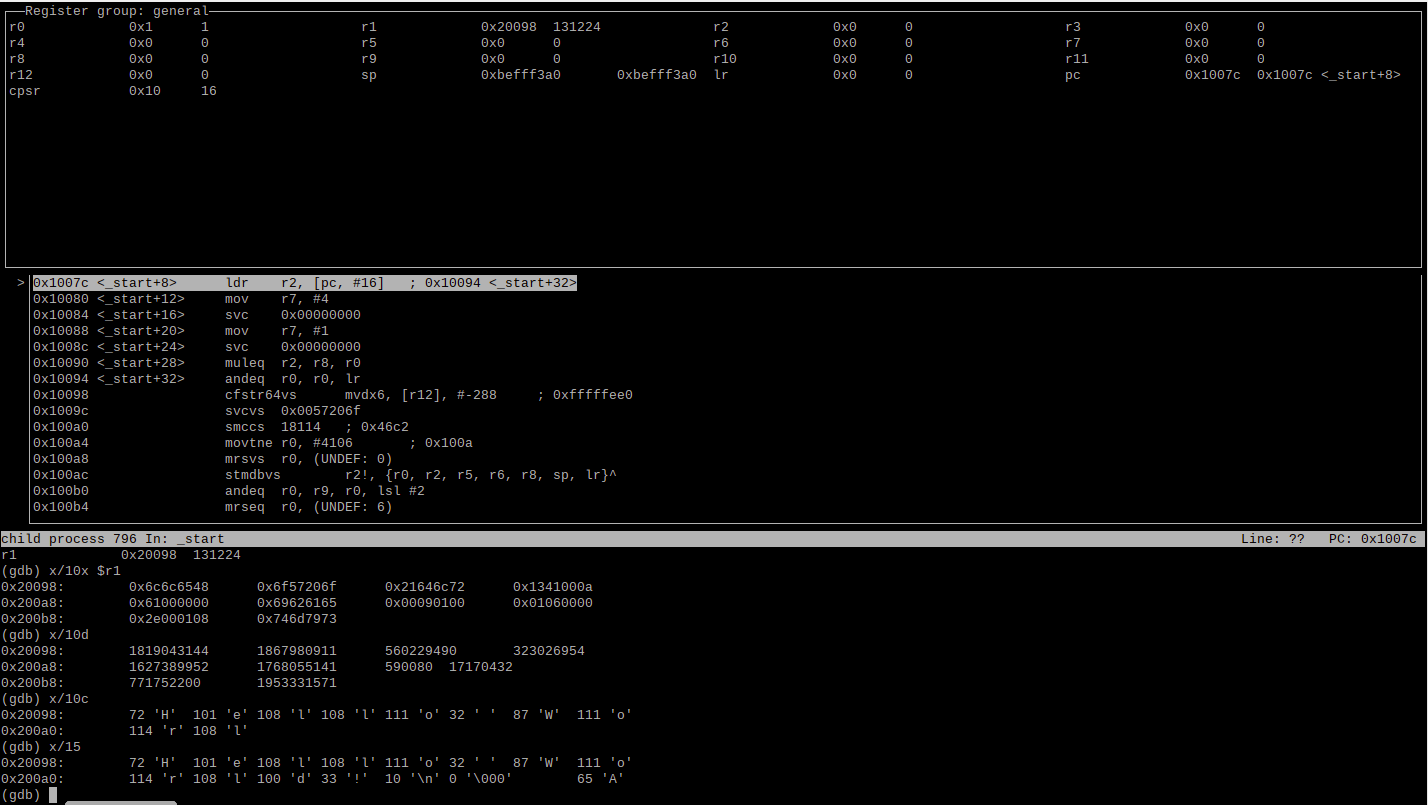 Register group: general
r0 0x1 1 r1 0x20098 131224 r2 0x0 0 r3 0x0 0
r4 0x0 0 r5 0x0 0 r6 0x0 0 r7 0x0 0
r8 0x0 0 r9 0x0 0 r10 0x0 0 r11 0x0 0
r12 0x0 0 sp 0xbefff3a0 0xbefff3a0 lr 0x0 0 pc 0x1007c 0x1007c <_start+8>
cpsr 0x10 16
> 0x1007c <_start+8> ldr r2, [pc, #16] ; 0x10094 <_start+32>
0x10080 <_start+12> mov r7, #4
0x10084 <_start+16> svc 0x00000000
0x10088 <_start+20> mov r7, #1
0x1008c <_start+24> svc 0x00000000
0x10090 <_start+28> muleq r2, r8, r0
0x10094 <_start+32> andeq r0, r0, lr
0x10098 cfstr64vs mvdx6, [r12], #-288 ; 0xfffffee0
0x1009c svcvs 0x0057206f
0x100a0 smccs 18114 ; 0x46c2
0x100a4 movtne r0, #4106 ; 0x100a
0x100a8 mrsvs r0, (UNDEF: 0)
0x100ac stmdbvs r2!, {r0, r2, r5, r6, r8, sp, lr}^
0x100b0 andeq r0, r9, r0, lsl #2
0x100b4 mrseq r0, (UNDEF: 6)
child process 796 In: _start Line: ?? PC: 0x1007c
r1 0x20098 131224
(gdb) x/10x $r1
0x20098: 0x6c6c6548 0x6f57206f 0x21646c72 0x1341000a
0x200a8: 0x61000000 0x69626165 0x00090100 0x01060000
0x200b8: 0x2e000108 0x746d7973
(gdb) x/10d
0x20098: 1819043144 1867980911 560229490 323026954
0x200a8: 1627389952 1768055141 590080 17170432
0x200b8: 771752200 1953331571
(gdb) x/10c
0x20098: 72 'H' 101 'e' 108 'l' 108 'l' 111 'o' 32 ' ' 87 'W' 111 'o'
0x200a0: 114 'r' 108 'l'
(gdb) x/15
0x20098: 72 'H' 101 'e' 108 'l' 108 'l' 111 'o' 32 ' ' 87 'W' 111 'o'
0x200a0: 114 'r' 108 'l' 100 'd' 33 '!' 10 '\n' 0 '\000' 65 'A'
(gdb)